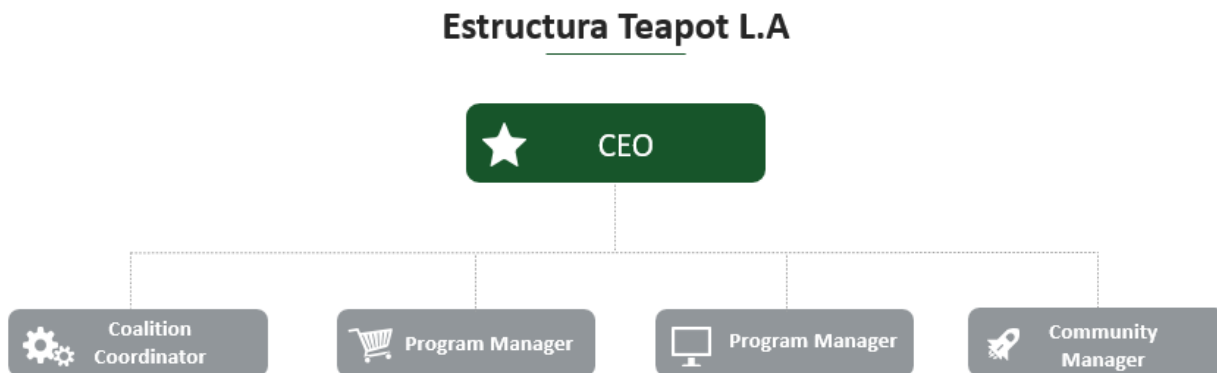 Estructura Teapot L.A
CEO
Coalition
Coordinator
Program Manager
Program Manager
Community
Manager